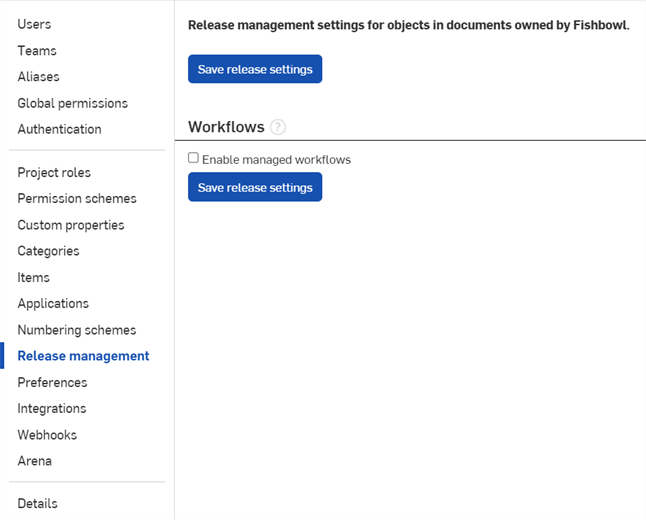 Users
Teams
Aliases
Global permissions
Authentication
Project roles
Permission schemes
Custom properties
Categories
Items
Applications
Numbering schemes
Release management
Preferences
Integrations
Webhooks
Arena
Details
Release management settings for objects in documents owned by Fishbowl.
Save release settings
Workflows ?
Enable managed workflows
Save release settings